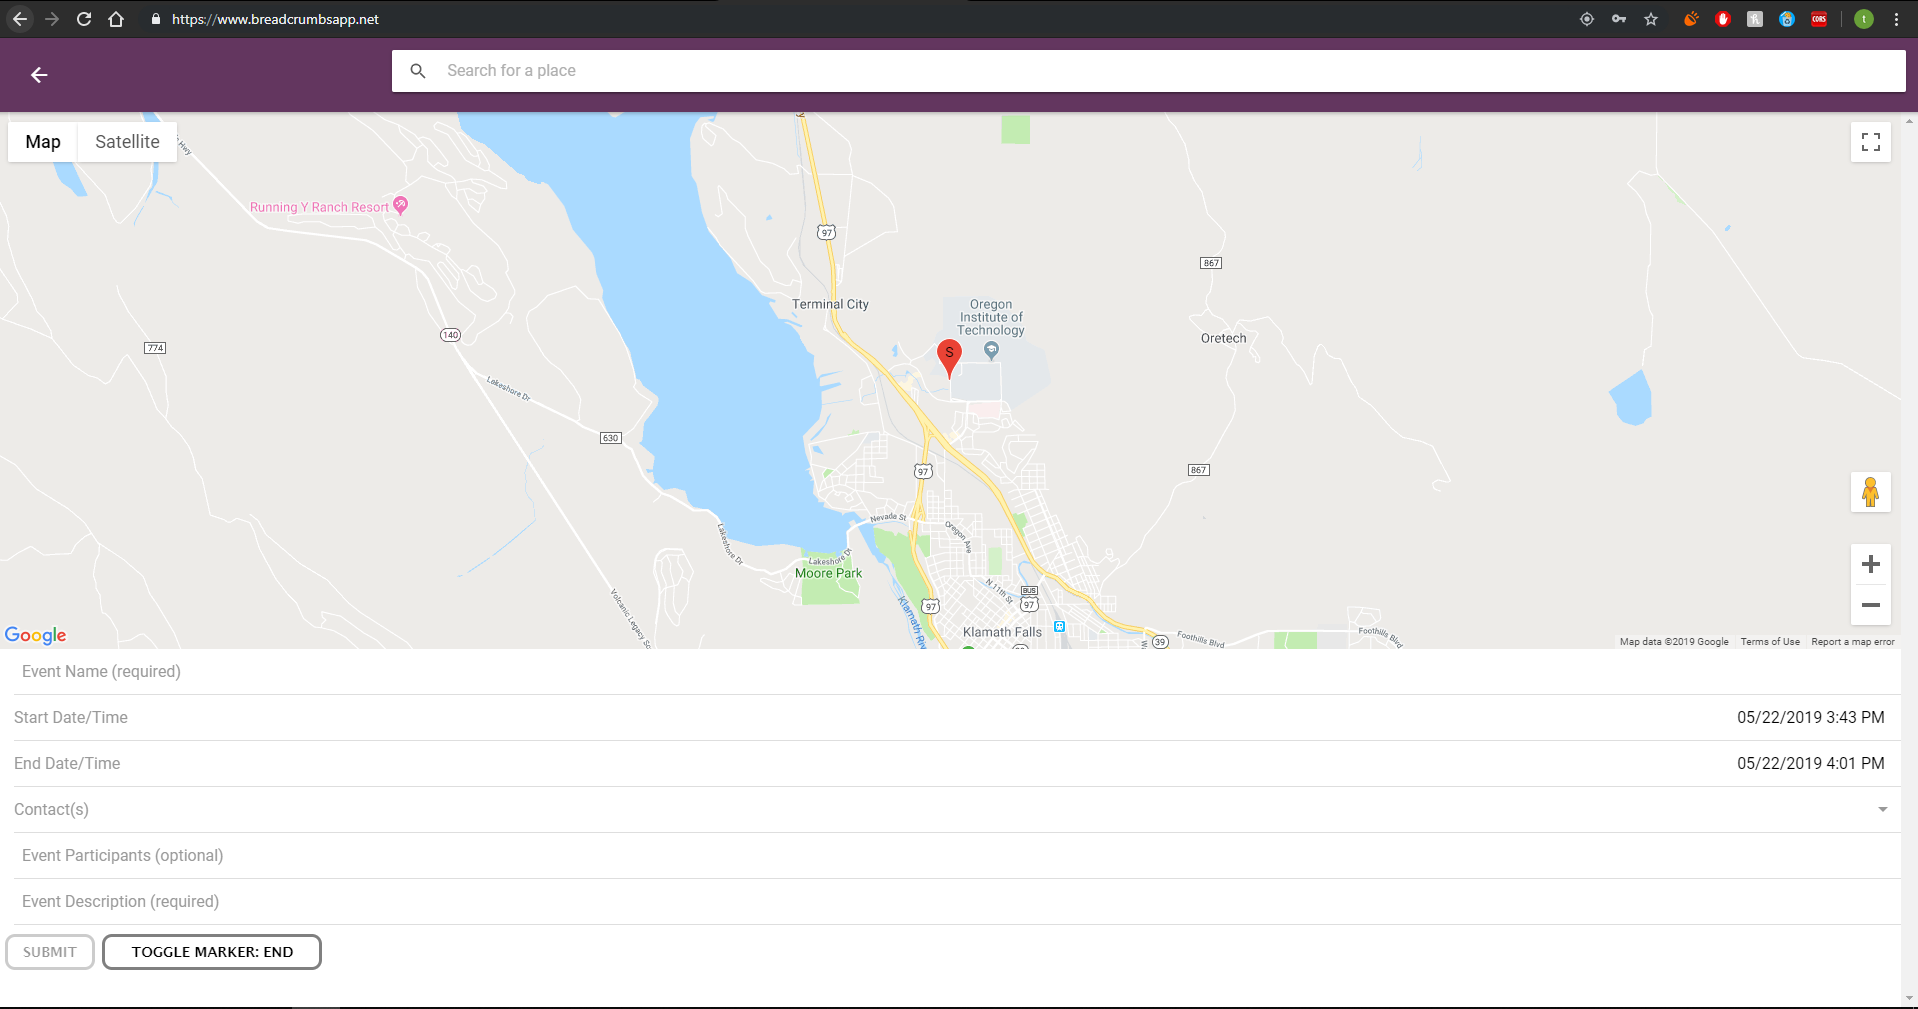 https://www.breadcrumbsapp.net
CORS
t
Search for a place
Map
Satellite
Hwy
Running Y Ranch Resort
97
867
Terminal City
Oregon
Institute of
Technology
140
774
Oretech
S
Lakeshore Dr
630
97
867
Nevada St
Oregon Ave
Lakeshore Dr
Lakeshore Dr
Moore Park
N 11th St
BUS
97
97
Volcanic Legacy Sc
Klamath Riv
Klamath Falls
39
Foothills Blvd
Foothills Blvd
Google
Map data ©2019 Google
Terms of Use
Report a map error
Event Name (required)
Start Date/Time
05/22/2019 3:43 PM
End Date/Time
05/22/2019 4:01 PM
Contact(s)
Event Participants (optional)
Event Description (required)
SUBMIT
TOGGLE MARKER: END